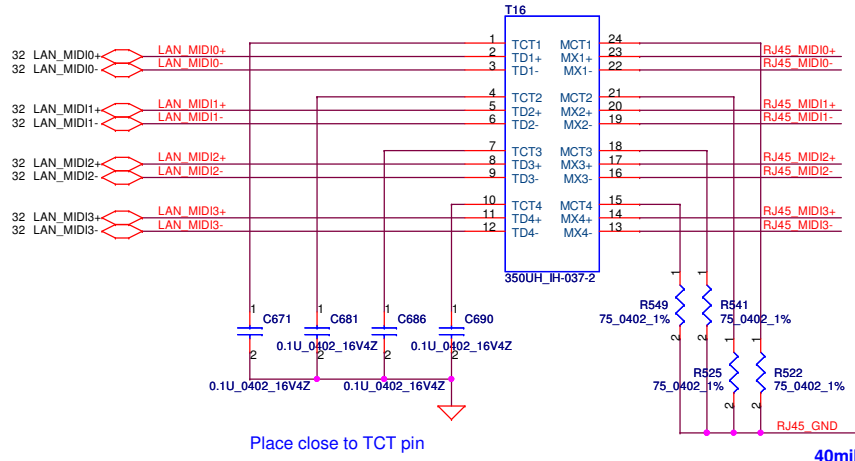 T16
1 TCT1 MCT1 24
32 LAN_MIDI0+ LAN_MIDI0+ 2 TD1+ MX1+ 23 RJ45_MIDI0+
32 LAN_MIDI0- LAN_MIDI0- 3 TD1- MX1- 22 RJ45_MIDI0-
4 TCT2 MCT2 21
32 LAN_MIDI1+ LAN_MIDI1+ 5 TD2+ MX2+ 20 RJ45_MIDI1+
32 LAN_MIDI1- LAN_MIDI1- 6 TD2- MX2- 19 RJ45_MIDI1-
7 TCT3 MCT3 18
32 LAN_MIDI2+ LAN_MIDI2+ 8 TD3+ MX3+ 17 RJ45_MIDI2+
32 LAN_MIDI2- LAN_MIDI2- 9 TD3- MX3- 16 RJ45_MIDI2-
10 TCT4 MCT4 15
32 LAN_MIDI3+ LAN_MIDI3+ 11 TD4+ MX4+ 14 RJ45_MIDI3+
32 LAN_MIDI3- LAN_MIDI3- 12 TD4- MX4- 13 RJ45_MIDI3-
350UH_IH-037-2
1 1
R549 R541
75_0402_1% 75_0402_1%
2 2
1 1 1 1
C671 C681 C686 C690
0.1U_0402_16V4Z 0.1U_0402_16V4Z
2 2 2 2
0.1U_0402_16V4Z 0.1U_0402_16V4Z
1 1
R525 R522
75_0402_1% 75_0402_1%
2 2
RJ45_GND
Place close to TCT pin
40mil